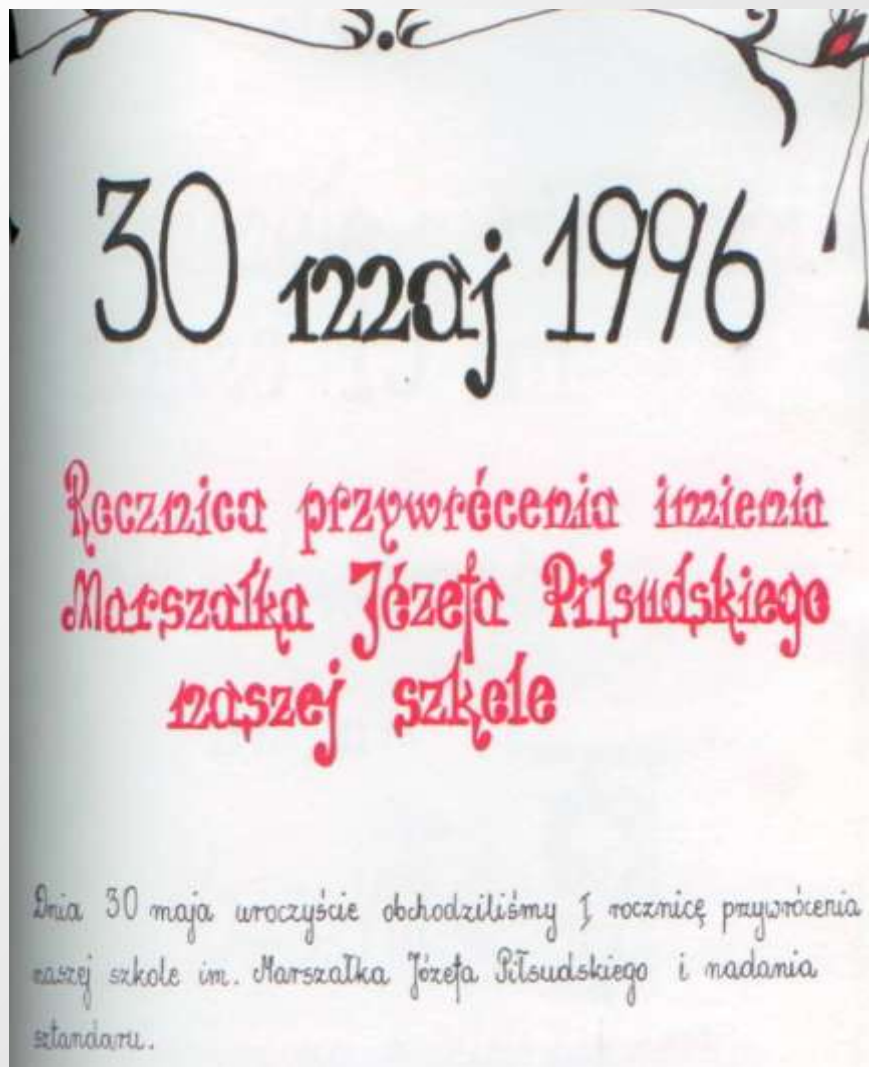 30 maj 1996
Rocznica przywrócenia imienia
Marszałka Józefa Piłsudskiego
naszej szkole
Dnia 30 maja uroczyście obchodziliśmy I rocznicę przywrócenia
naszej szkole im. Marszałka Józefa Piłsudskiego i nadania
sztandaru.